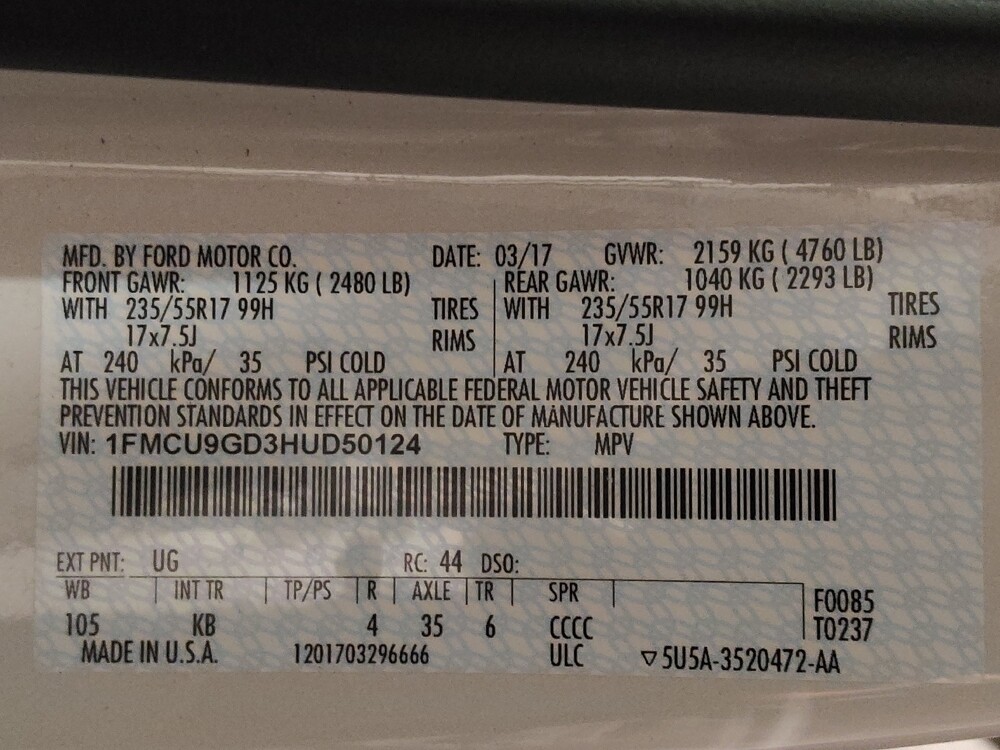 MFD. BY FORD MOTOR CO. DATE: 03/17 GVWR: 2159 KG ( 4760 LB)
FRONT GAWR: 1125 KG ( 2480 LB) REAR GAWR: 1040 KG ( 2293 LB)
WITH 235/55R17 99H TIRES WITH 235/55R17 99H TIRES
17x7.5J RIMS 17x7.5J RIMS
AT 240 kPa/ 35 PSI COLD AT 240 kPa/ 35 PSI COLD
THIS VEHICLE CONFORMS TO ALL APPLICABLE FEDERAL MOTOR VEHICLE SAFETY AND THEFT
PREVENTION STANDARDS IN EFFECT ON THE DATE OF MANUFACTURE SHOWN ABOVE.
VIN: 1FMCU9GD3HUD50124 TYPE: MPV
EXT PNT: UG RC: 44 DSO:
WB INT TR TP/PS R AXLE TR SPR F0085
105 KB 4 35 6 CCCC T0237
MADE IN U.S.A. 1201703296666 ULC ▽5U5A-3520472-AA